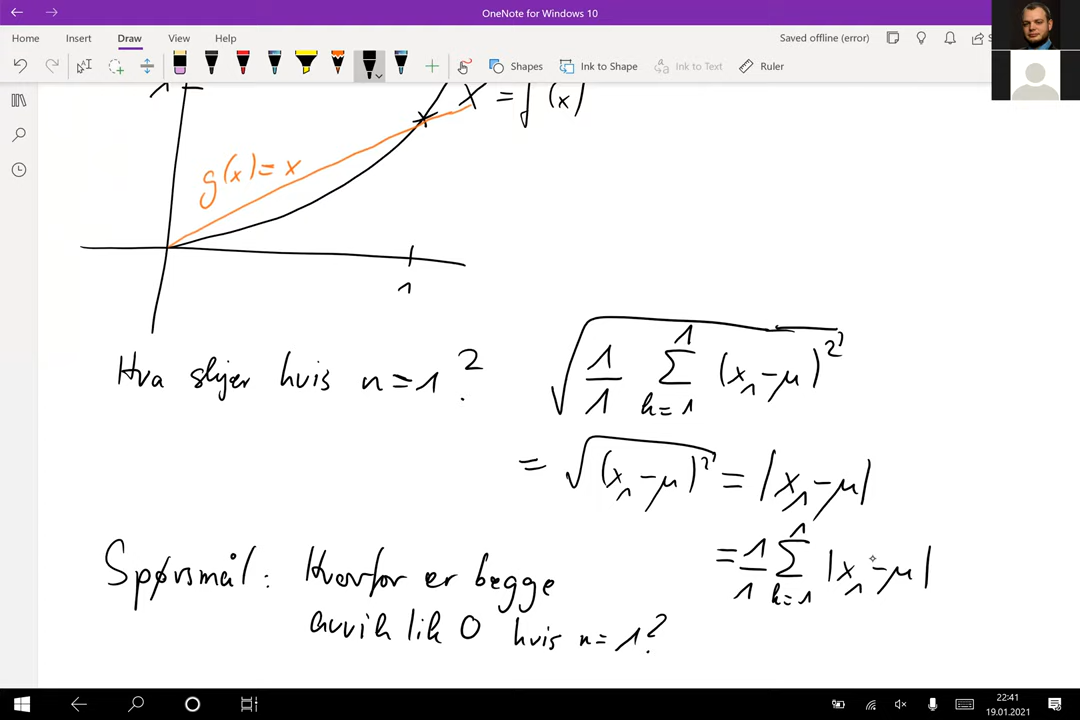 OneNote for Windows 10
Home Insert Draw View Help
Saved offline (error)
Shapes Ink to Shape Ink to Text Ruler
1
x = f(x)
g(x) = x
1
Hva skjer hvis n = 1 ?
√(1/1 ∑_{k=1}^{1} (x_1 - μ)^2)
= √((x_1 - μ)^2) = |x_1 - μ|
= 1/1 ∑_{k=1}^{1} |x_1 - μ|
Spørsmål: Hvorfor er begge
avvik lik 0 hvis n = 1?
22:41
19.01.2021